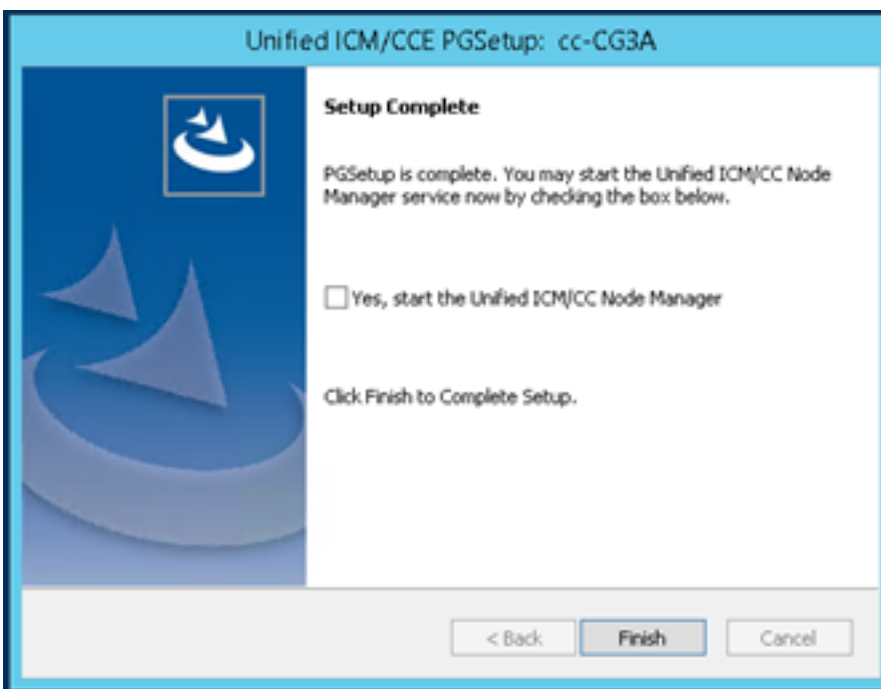 Unified ICM/CCE PGSetup: cc-CG3A
Setup Complete
PGSetup is complete. You may start the Unified ICM/CC Node
Manager service now by checking the box below.
Yes, start the Unified ICM/CC Node Manager
Click Finish to Complete Setup.
< Back
Finish
Cancel